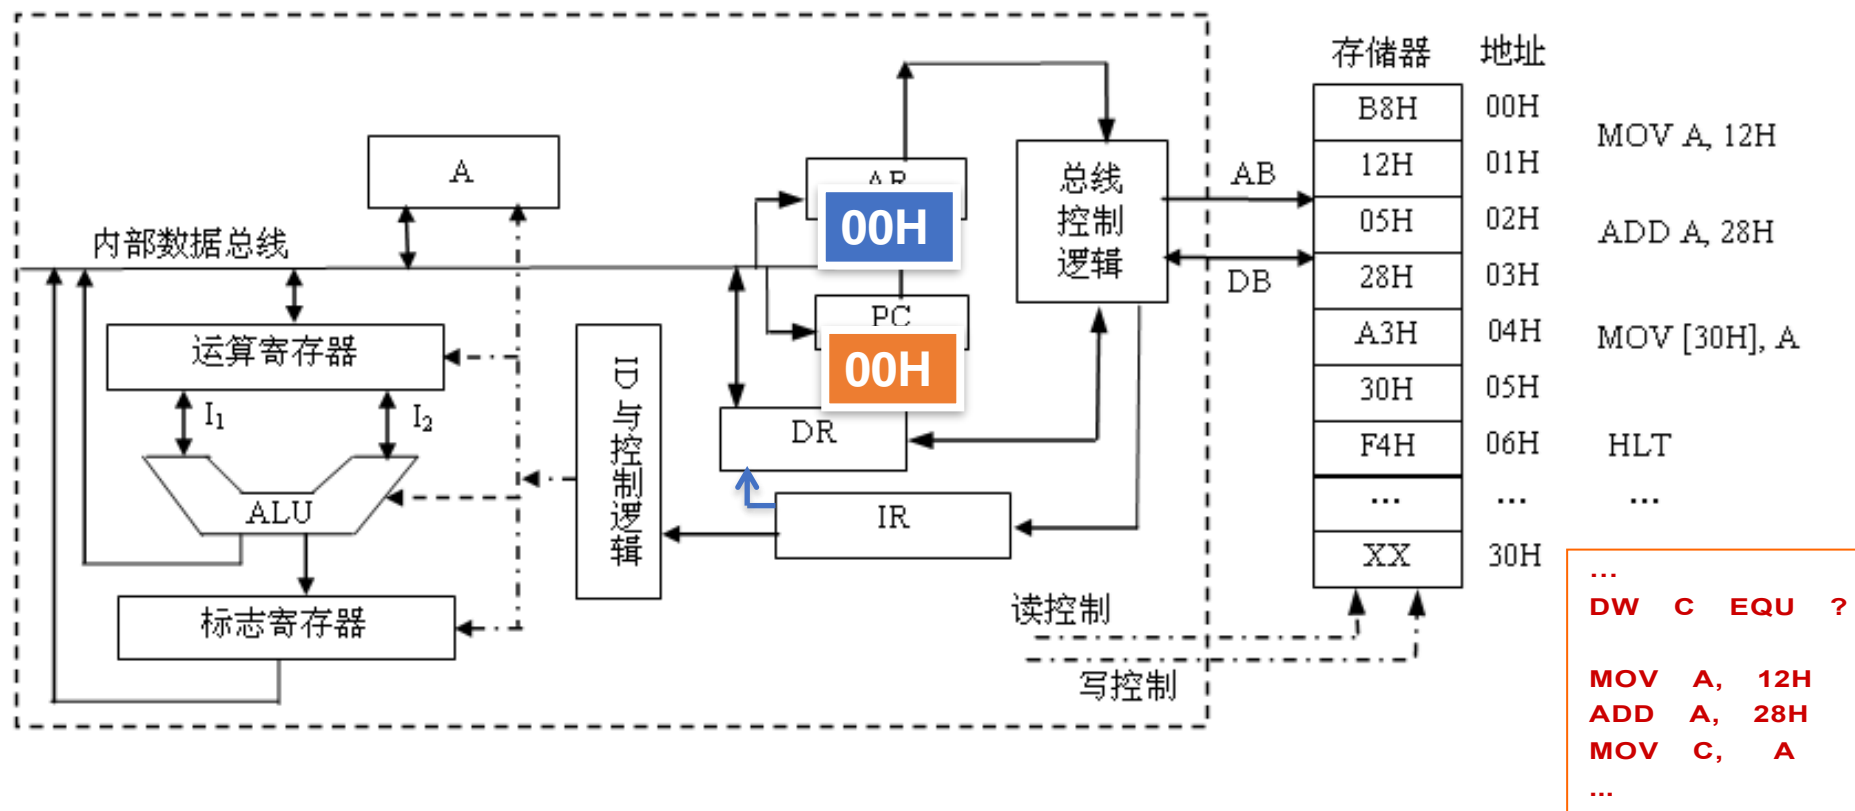 存储器 地址
B8H 00H
MOV A, 12H
12H 01H
05H 02H
ADD A, 28H
28H 03H
A3H 04H
MOV [30H], A
30H 05H
F4H 06H HLT
... ... ...
XX 30H
A
AR
00H
总线
控制
逻辑
AB
DB
内部数据总线
PC
00H
运算寄存器
I₁
I₂
ALU
标志寄存器
ID与控制逻辑
DR
IR
读控制
写控制
...
DW C EQU ?
MOV A, 12H
ADD A, 28H
MOV C, A
...